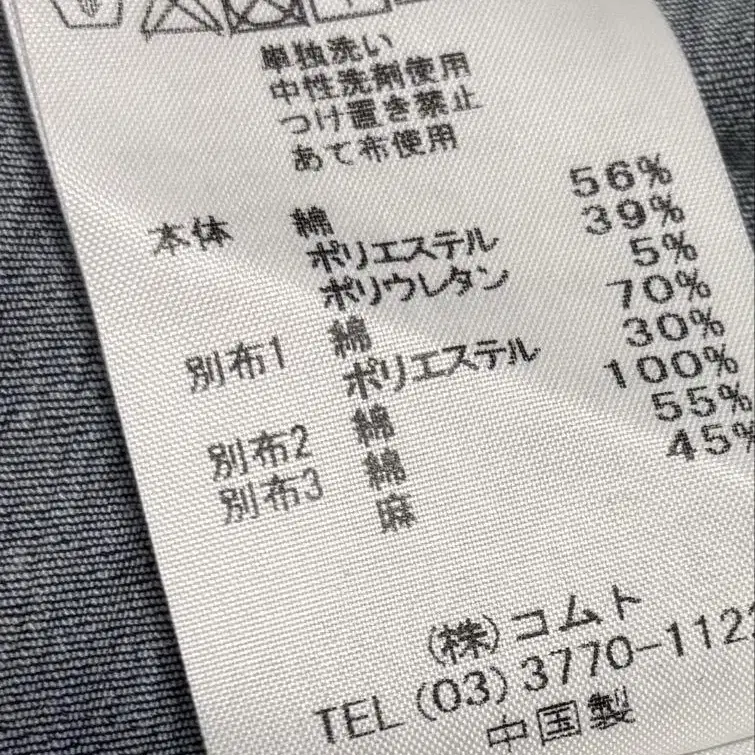 単独洗い
中性洗剤使用
つけ置き禁止
あて布使用
本体 綿 56%
ポリエステル 39%
ポリウレタン 5%
別布1 綿 70%
ポリエステル 30%
別布2 綿 100%
別布3 綿 55%
麻 45%
(株)コムト
TEL (03) 3770-112
中国製